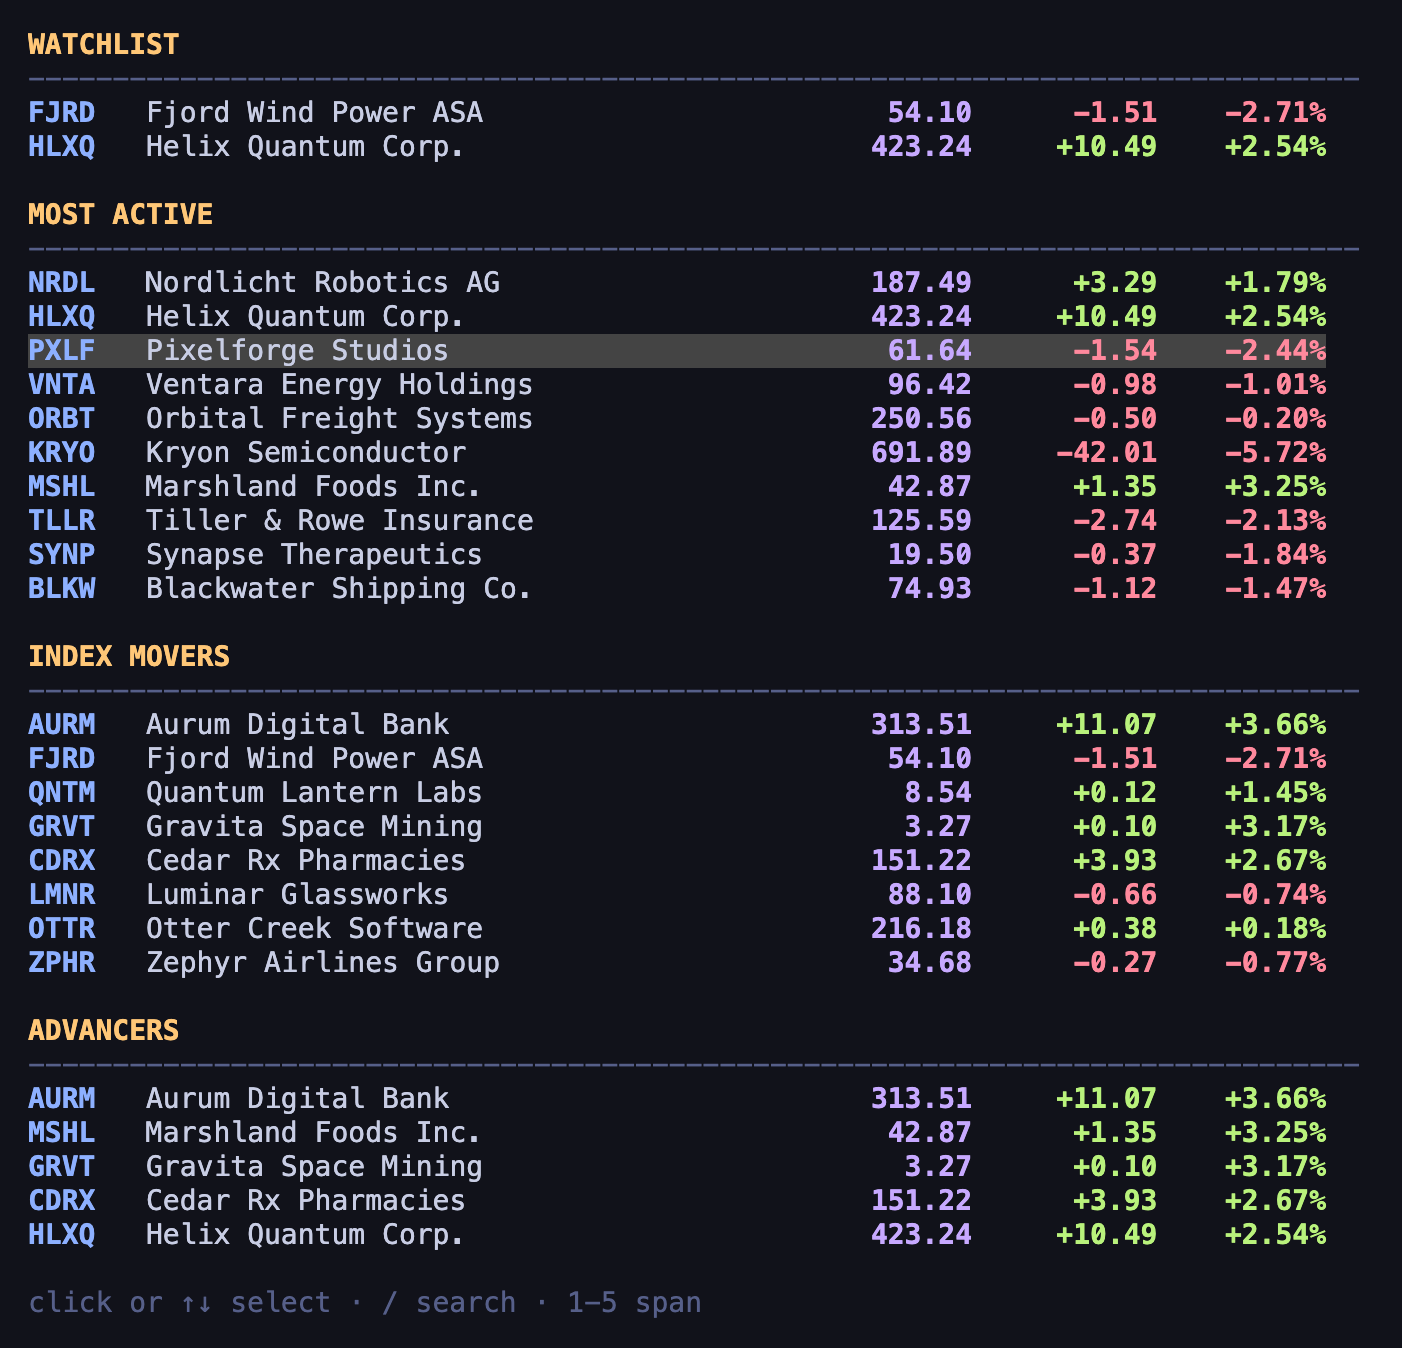 WATCHLIST
FJRD Fjord Wind Power ASA 54.10 −1.51 −2.71%
HLXQ Helix Quantum Corp. 423.24 +10.49 +2.54%
MOST ACTIVE
NRDL Nordlicht Robotics AG 187.49 +3.29 +1.79%
HLXQ Helix Quantum Corp. 423.24 +10.49 +2.54%
PXLF Pixelforge Studios 61.64 −1.54 −2.44%
VNTA Ventara Energy Holdings 96.42 −0.98 −1.01%
ORBT Orbital Freight Systems 250.56 −0.50 −0.20%
KRYO Kryon Semiconductor 691.89 −42.01 −5.72%
MSHL Marshland Foods Inc. 42.87 +1.35 +3.25%
TLLR Tiller & Rowe Insurance 125.59 −2.74 −2.13%
SYNP Synapse Therapeutics 19.50 −0.37 −1.84%
BLKW Blackwater Shipping Co. 74.93 −1.12 −1.47%
INDEX MOVERS
AURM Aurum Digital Bank 313.51 +11.07 +3.66%
FJRD Fjord Wind Power ASA 54.10 −1.51 −2.71%
QNTM Quantum Lantern Labs 8.54 +0.12 +1.45%
GRVT Gravita Space Mining 3.27 +0.10 +3.17%
CDRX Cedar Rx Pharmacies 151.22 +3.93 +2.67%
LMNR Luminar Glassworks 88.10 −0.66 −0.74%
OTTR Otter Creek Software 216.18 +0.38 +0.18%
ZPHR Zephyr Airlines Group 34.68 −0.27 −0.77%
ADVANCERS
AURM Aurum Digital Bank 313.51 +11.07 +3.66%
MSHL Marshland Foods Inc. 42.87 +1.35 +3.25%
GRVT Gravita Space Mining 3.27 +0.10 +3.17%
CDRX Cedar Rx Pharmacies 151.22 +3.93 +2.67%
HLXQ Helix Quantum Corp. 423.24 +10.49 +2.54%
click or ↑↓ select · / search · 1–5 span